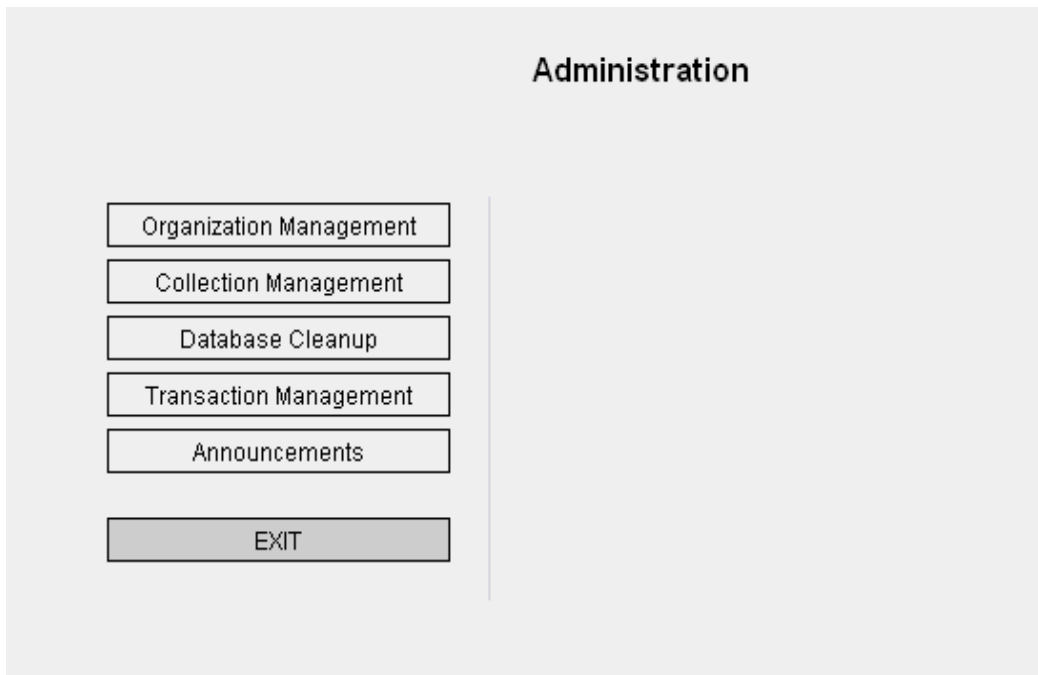 Administration
Organization Management
Collection Management
Database Cleanup
Transaction Management
Announcements
EXIT